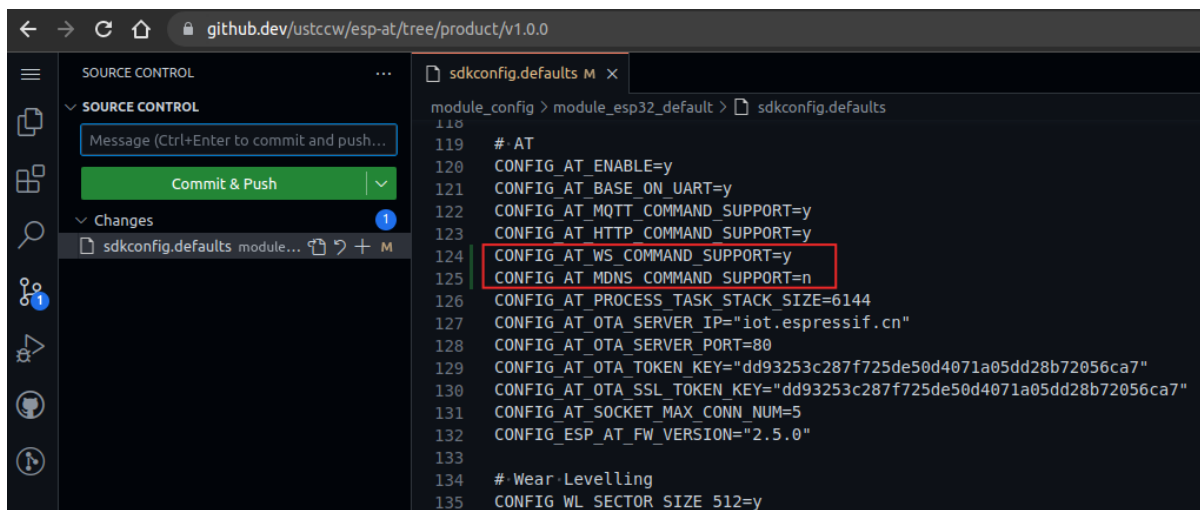 github.dev/ustccw/esp-at/tree/product/v1.0.0
SOURCE CONTROL
SOURCE CONTROL
Message (Ctrl+Enter to commit and push...
Commit & Push
Changes
1
sdkconfig.defaults module... M
1
sdkconfig.defaults M
module_config > module_esp32_default > sdkconfig.defaults
118
119 # AT
120 CONFIG_AT_ENABLE=y
121 CONFIG_AT_BASE_ON_UART=y
122 CONFIG_AT_MQTT_COMMAND_SUPPORT=y
123 CONFIG_AT_HTTP_COMMAND_SUPPORT=y
124 CONFIG_AT_WS_COMMAND_SUPPORT=y
125 CONFIG_AT_MDNS_COMMAND_SUPPORT=n
126 CONFIG_AT_PROCESS_TASK_STACK_SIZE=6144
127 CONFIG_AT_OTA_SERVER_IP="iot.espressif.cn"
128 CONFIG_AT_OTA_SERVER_PORT=80
129 CONFIG_AT_OTA_TOKEN_KEY="dd93253c287f725de50d4071a05dd28b72056ca7"
130 CONFIG_AT_OTA_SSL_TOKEN_KEY="dd93253c287f725de50d4071a05dd28b72056ca7"
131 CONFIG_AT_SOCKET_MAX_CONN_NUM=5
132 CONFIG_ESP_AT_FW_VERSION="2.5.0"
133
134 # Wear Levelling
135 CONFIG_WL_SECTOR_SIZE_512=y